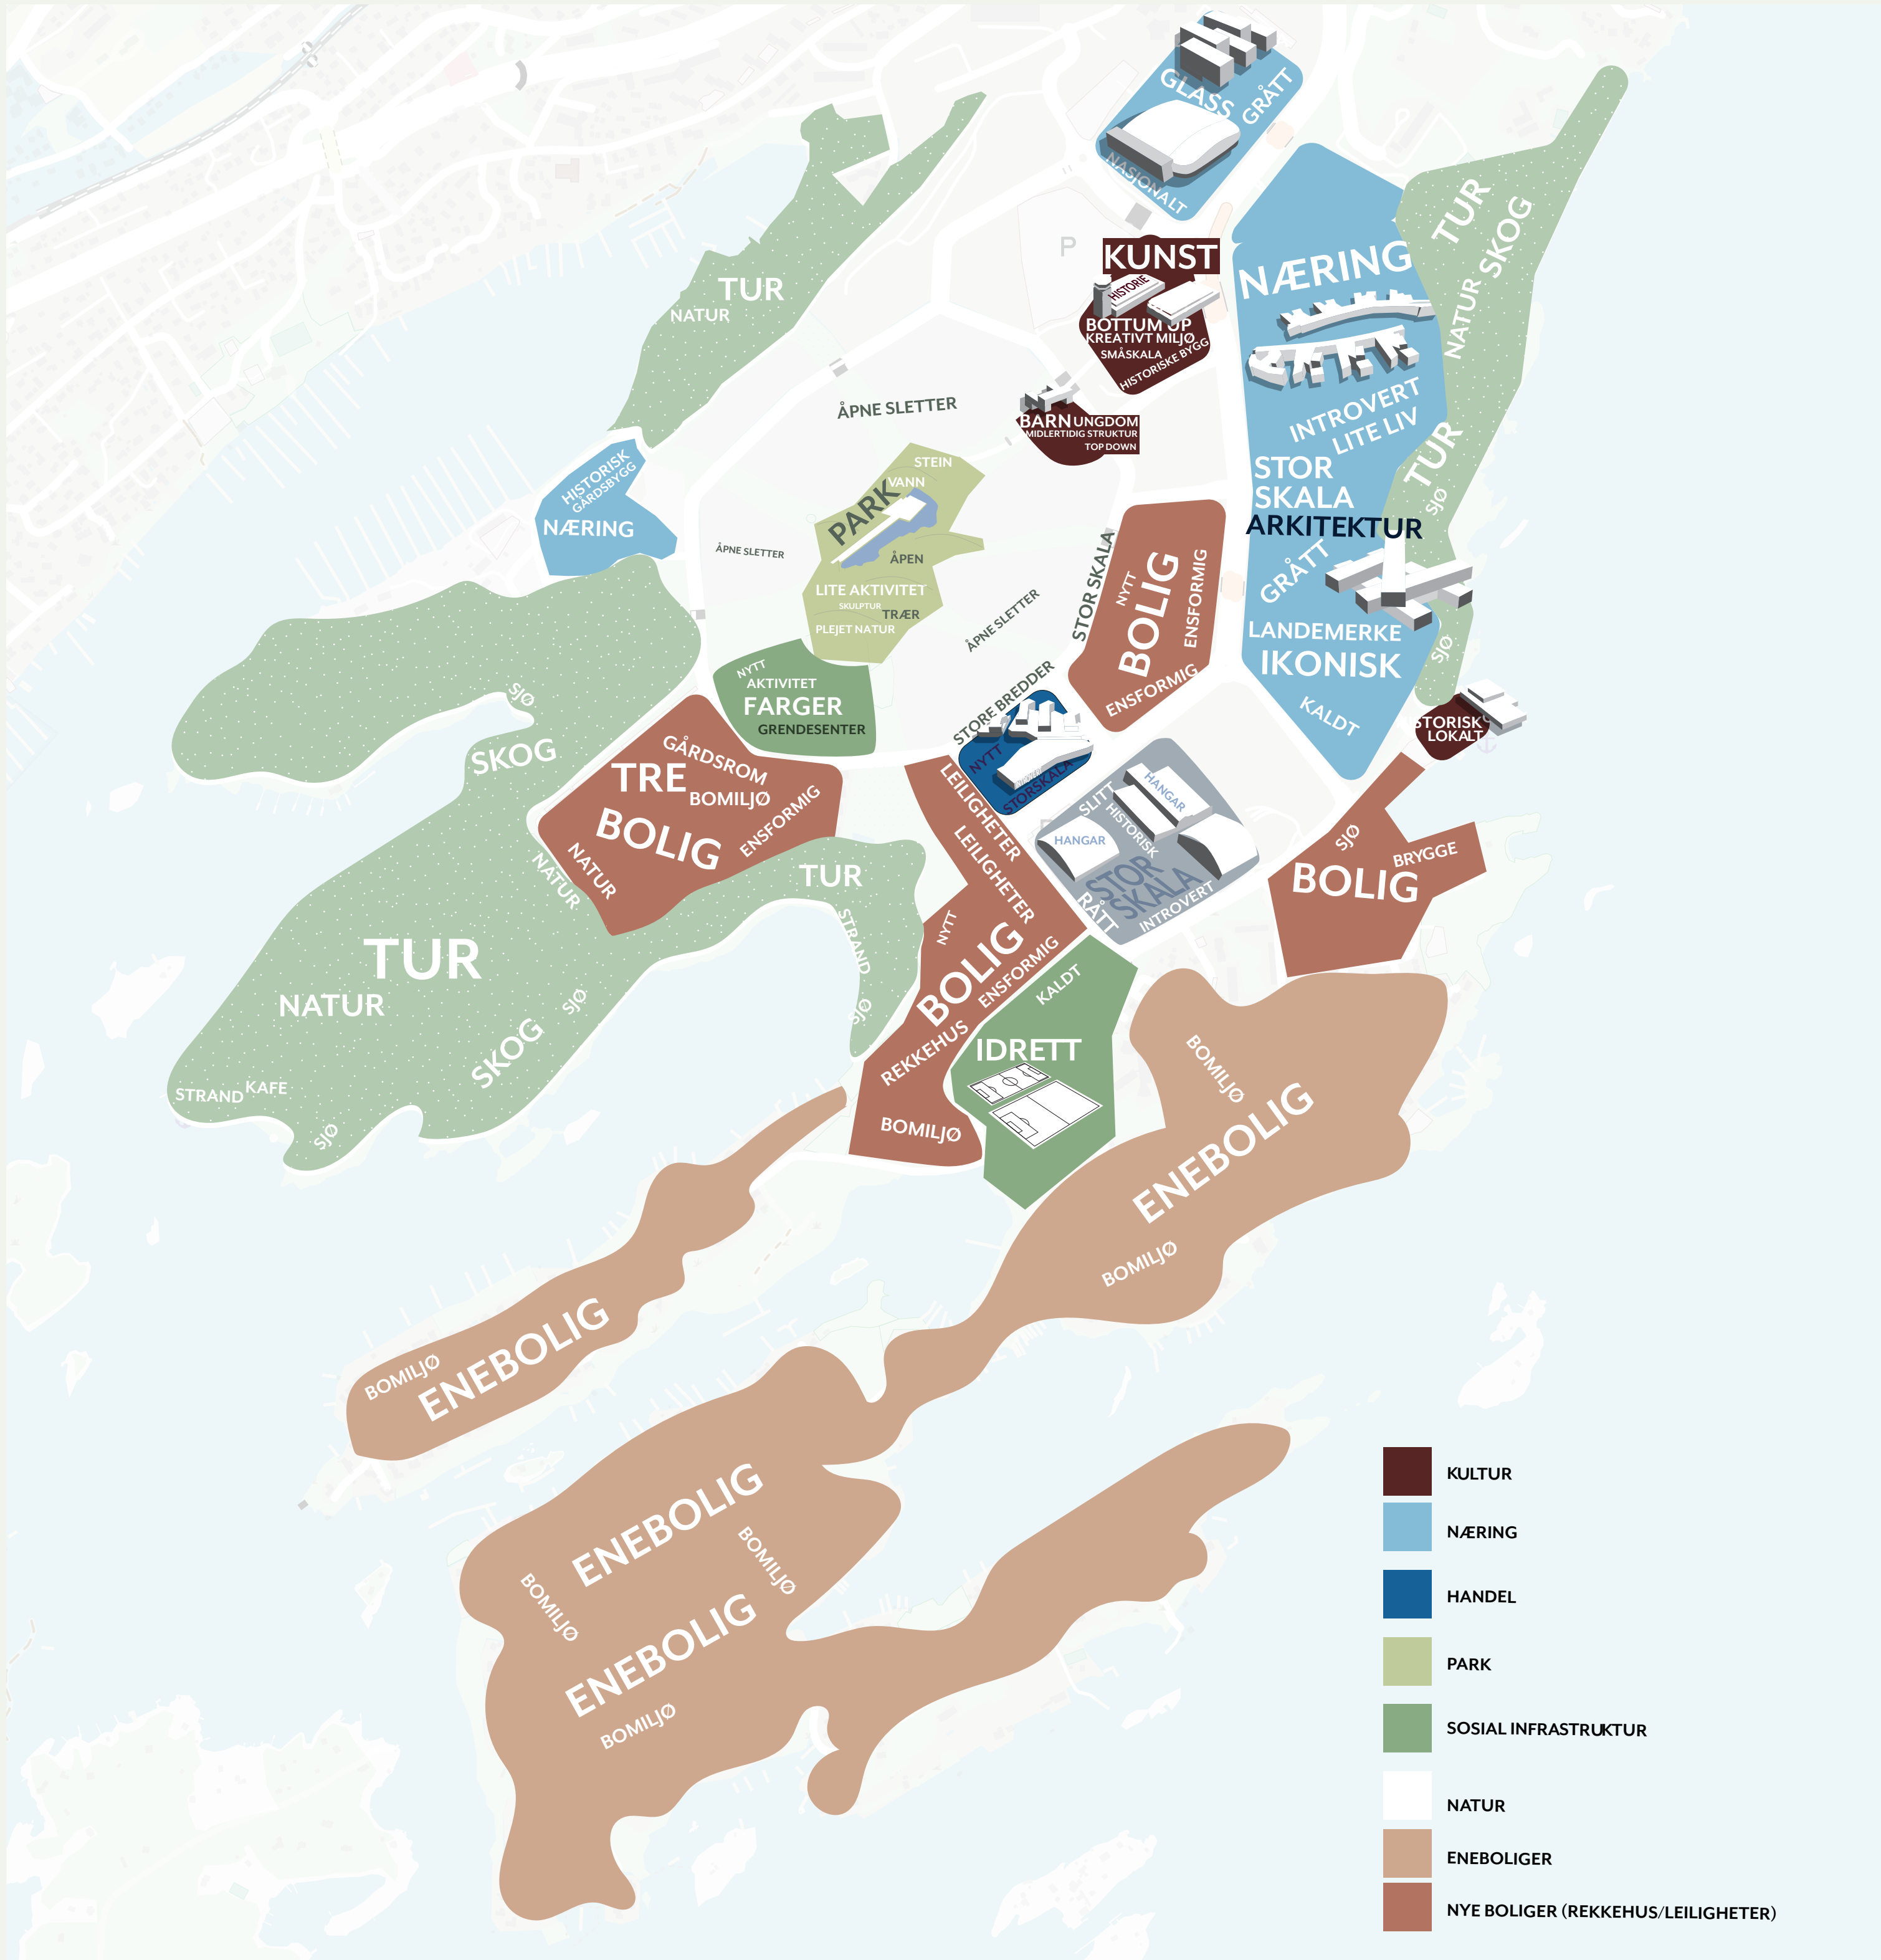 GLASS
GRÅTT
NASJONALT
P
KUNST
HISTORIE
BOTTUM UP
KREATIVT MILJØ
SMÅSKALA
HISTORISKE BYGG
BARN UNGDOM
MIDLERTIDIG STRUKTUR
TOP DOWN
NÆRING
INTROVERT
LITE LIV
STOR
SKALA
ARKITEKTUR
GRÅTT
LANDEMERKE
IKONISK
KALDT
TUR
SKOG
NATUR
TUR
SJØ
SJØ
STORISK
LOKALT
TUR
NATUR
ÅPNE SLETTER
HISTORISK
GÅRDSBYGG
NÆRING
ÅPNE SLETTER
STEIN
VANN
PARK
ÅPEN
LITE AKTIVITET
SKULPTUR
TRÆR
PLEJET NATUR
ÅPNE SLETTER
STOR SKALA
NYTT
BOLIG
ENSFORMIG
ENSFORMIG
NYTT
AKTIVITET
FARGER
GRENDESENTER
STORE BREDDER
NYTT
STORSKALA
SJØ
SKOG
GÅRDSROM
TRE
BOMILJØ
BOLIG
ENSFORMIG
NATUR
NATUR
TUR
STRAND
SJØ
TUR
NATUR
SKOG
SJØ
STRAND
KAFE
SJØ
LEILIGHETER
LEILIGHETER
NYTT
BOLIG
ENSFORMIG
REKKEHUS
BOMILJØ
SLITT
HANGAR
HISTORISK
HANGAR
STOR
SKALA
RÅTT
INTROVERT
SJØ
BRYGGE
BOLIG
KALDT
IDRETT
BOMILJØ
ENEBOLIG
BOMILJØ
BOMILJØ
ENEBOLIG
ENEBOLIG
BOMILJØ
BOMILJØ
ENEBOLIG
BOMILJØ
KULTUR
NÆRING
HANDEL
PARK
SOSIAL INFRASTRUKTUR
NATUR
ENEBOLIGER
NYE BOLIGER (REKKEHUS/LEILIGHETER)